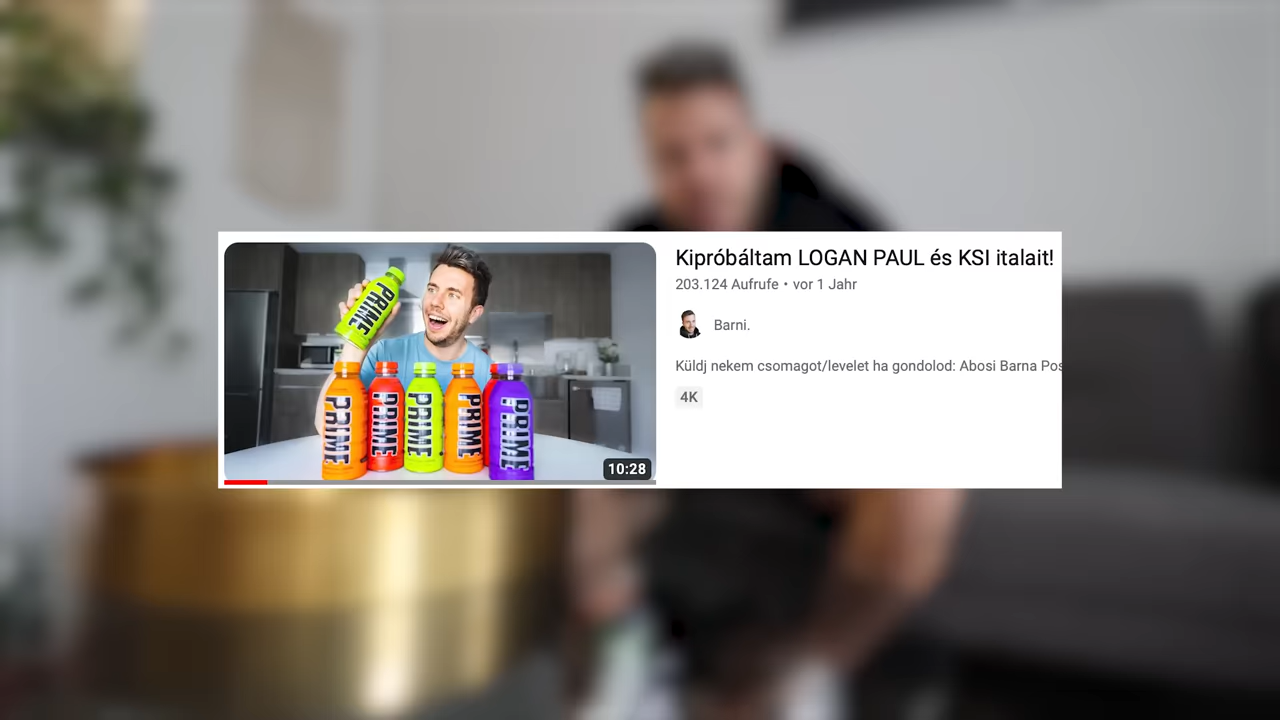 PRIME
PRIME
PRIME
PRIME
PRIME
PRIME
10:28
Kipróbáltam LOGAN PAUL és KSI italait!
203.124 Aufrufe • vor 1 Jahr
Barni.
Küldj nekem csomagot/levelet ha gondolod: Abosi Barna Pos
4K